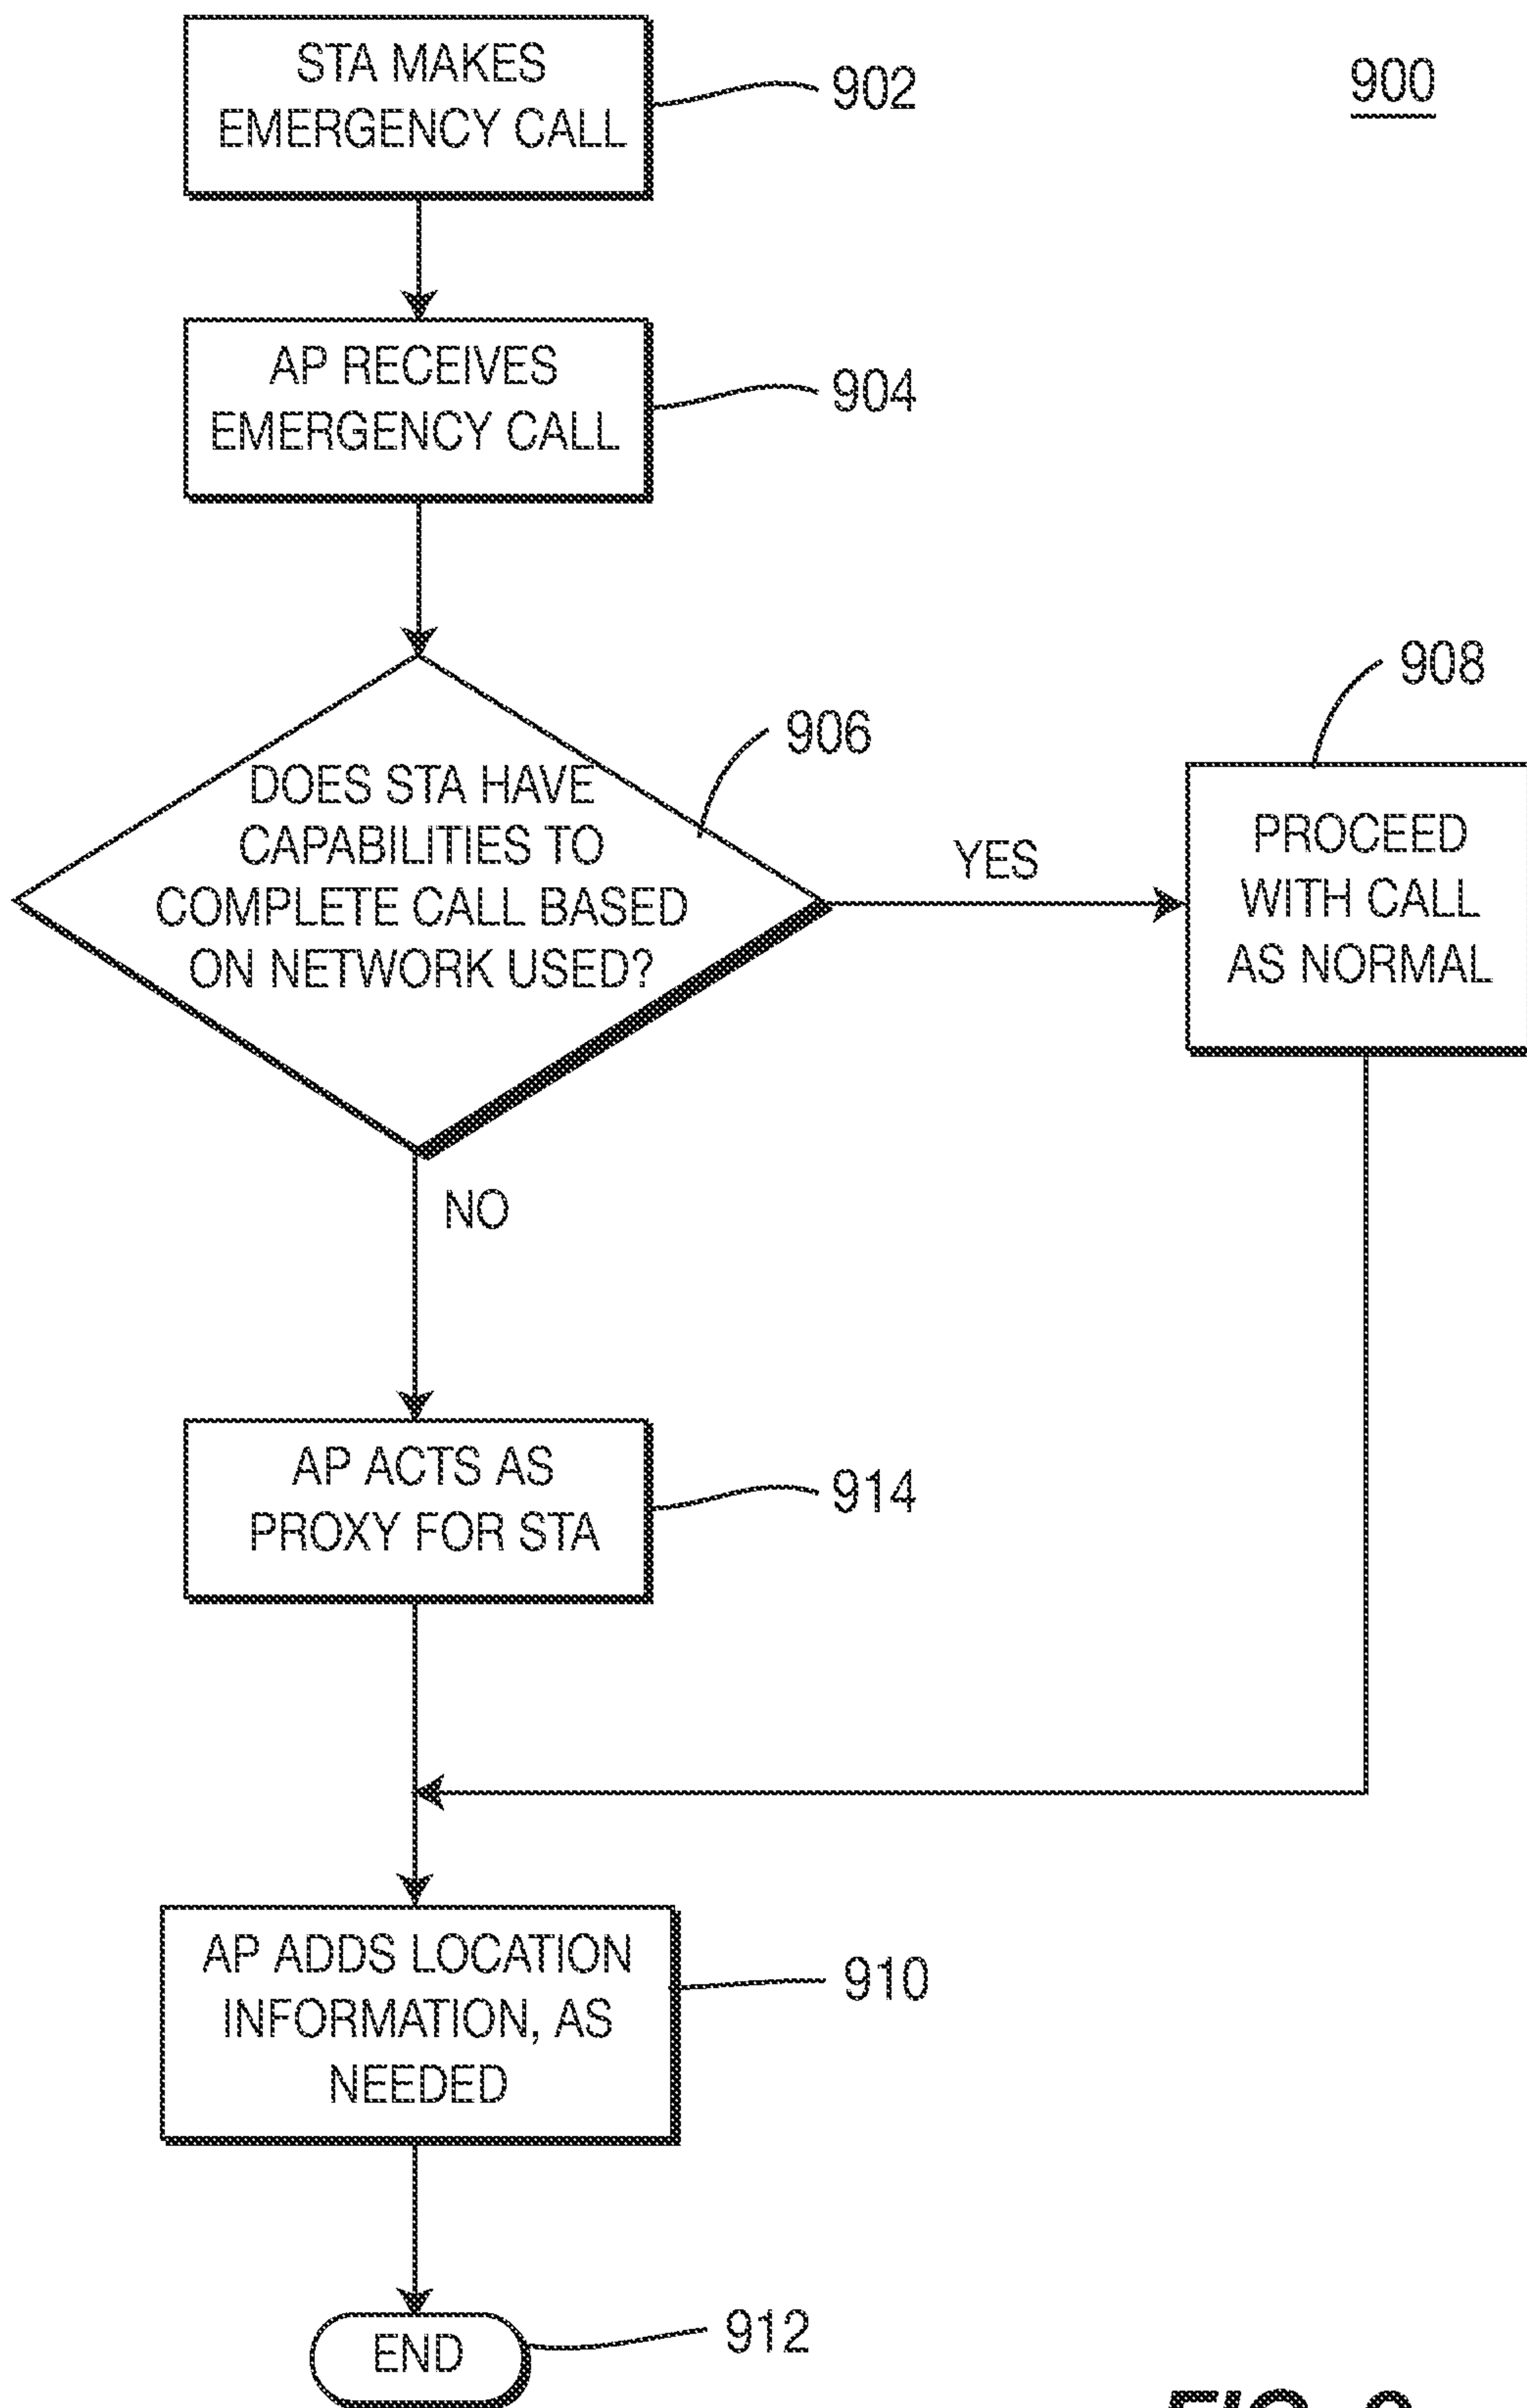 STA MAKES
EMERGENCY CALL
902
900
AP RECEIVES
EMERGENCY CALL
904
DOES STA HAVE
CAPABILITIES TO
COMPLETE CALL BASED
ON NETWORK USED?
906
YES
908
PROCEED
WITH CALL
AS NORMAL
NO
AP ACTS AS
PROXY FOR STA
914
AP ADDS LOCATION
INFORMATION, AS
NEEDED
910
END
912